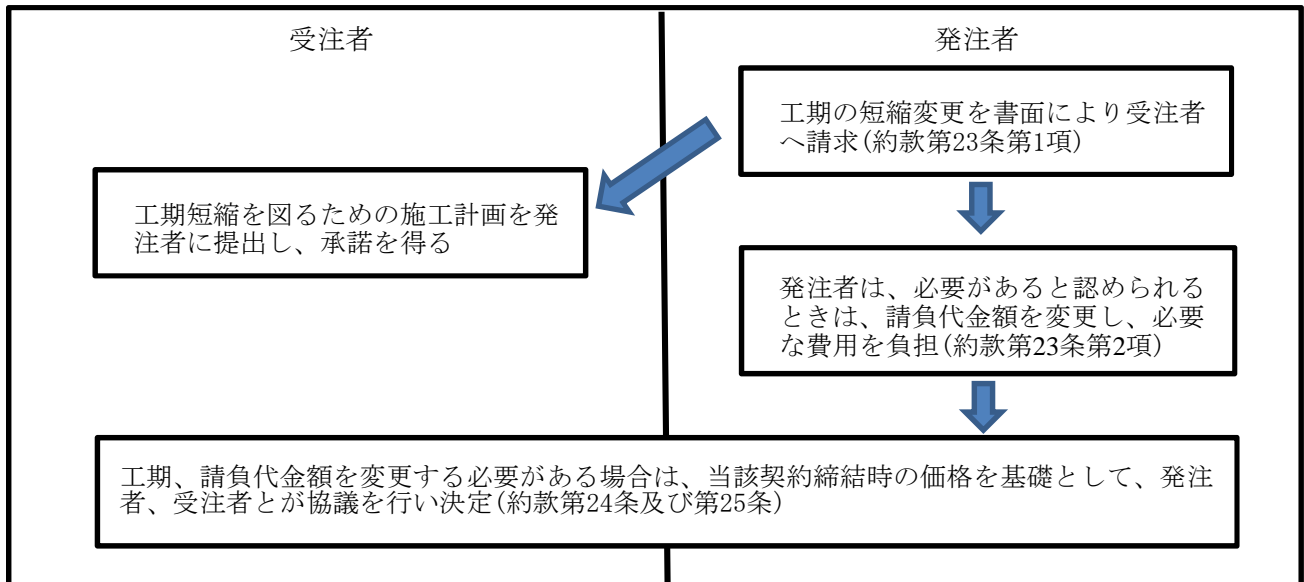 受注者
発注者
工期の短縮変更を書面により受注者
へ請求(約款第23条第1項)
工期短縮を図るための施工計画を発
注者に提出し、承諾を得る
発注者は、必要があると認められる
ときは、請負代金額を変更し、必要
な費用を負担(約款第23条第2項)
工期、請負代金額を変更する必要がある場合は、当該契約締結時の価格を基礎として、発注
者、受注者とが協議を行い決定(約款第24条及び第25条)